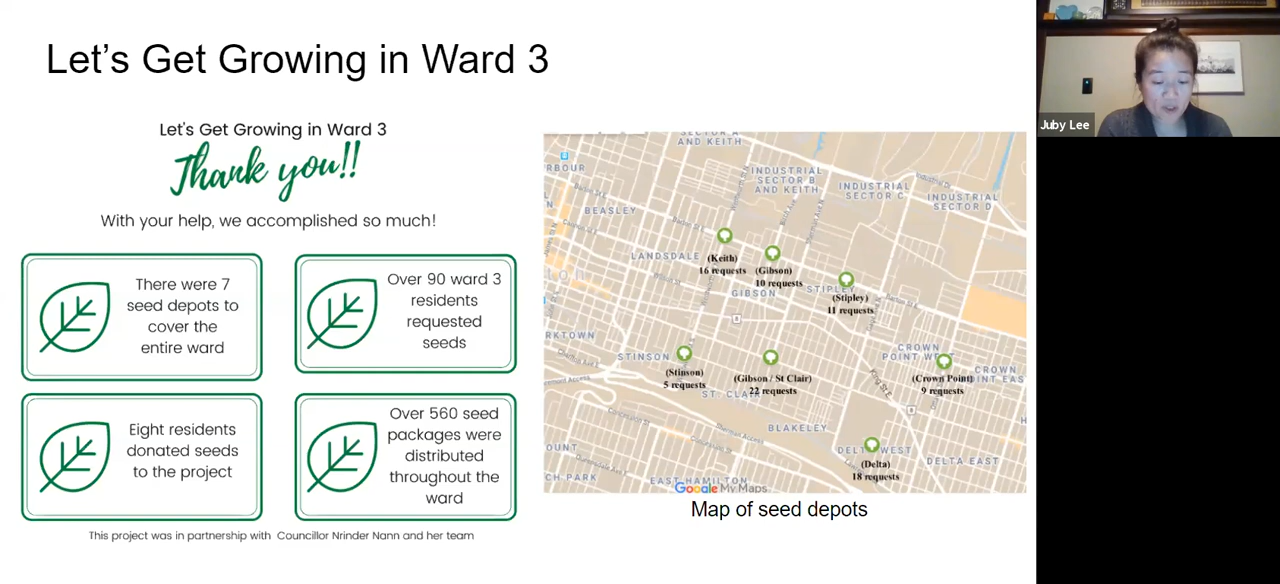 Let's Get Growing in Ward 3
Let's Get Growing in Ward 3
Thank you!!
With your help, we accomplished so much!
There were 7
seed depots to
cover the
entire ward
Over 90 ward 3
residents
requested
seeds
Eight residents
donated seeds
to the project
Over 560 seed
packages were
distributed
throughout the
ward
This project was in partnership with Councillor Nrinder Nann and her team
AND KEITH
INDUSTRIAL
SECTOR B
AND KEITH
INDUSTRIAL
SECTOR C
INDUSTRIAL
SECTOR D
BEASLEY
LANDSDALE
(Keith)
16 requests
(Gibson)
10 requests
GIBSON
STIPLEY
(Stipley)
11 requests
STINSON
(Stinson)
5 requests
(Gibson / St Clair)
22 requests
ST. CLAIR
CROWN
(Crown Point)
9 requests
BLAKELEY
DELTA EAST
(Delta)
18 requests
EAST HAMILTON
Google My Maps
Map of seed depots
Juby Lee